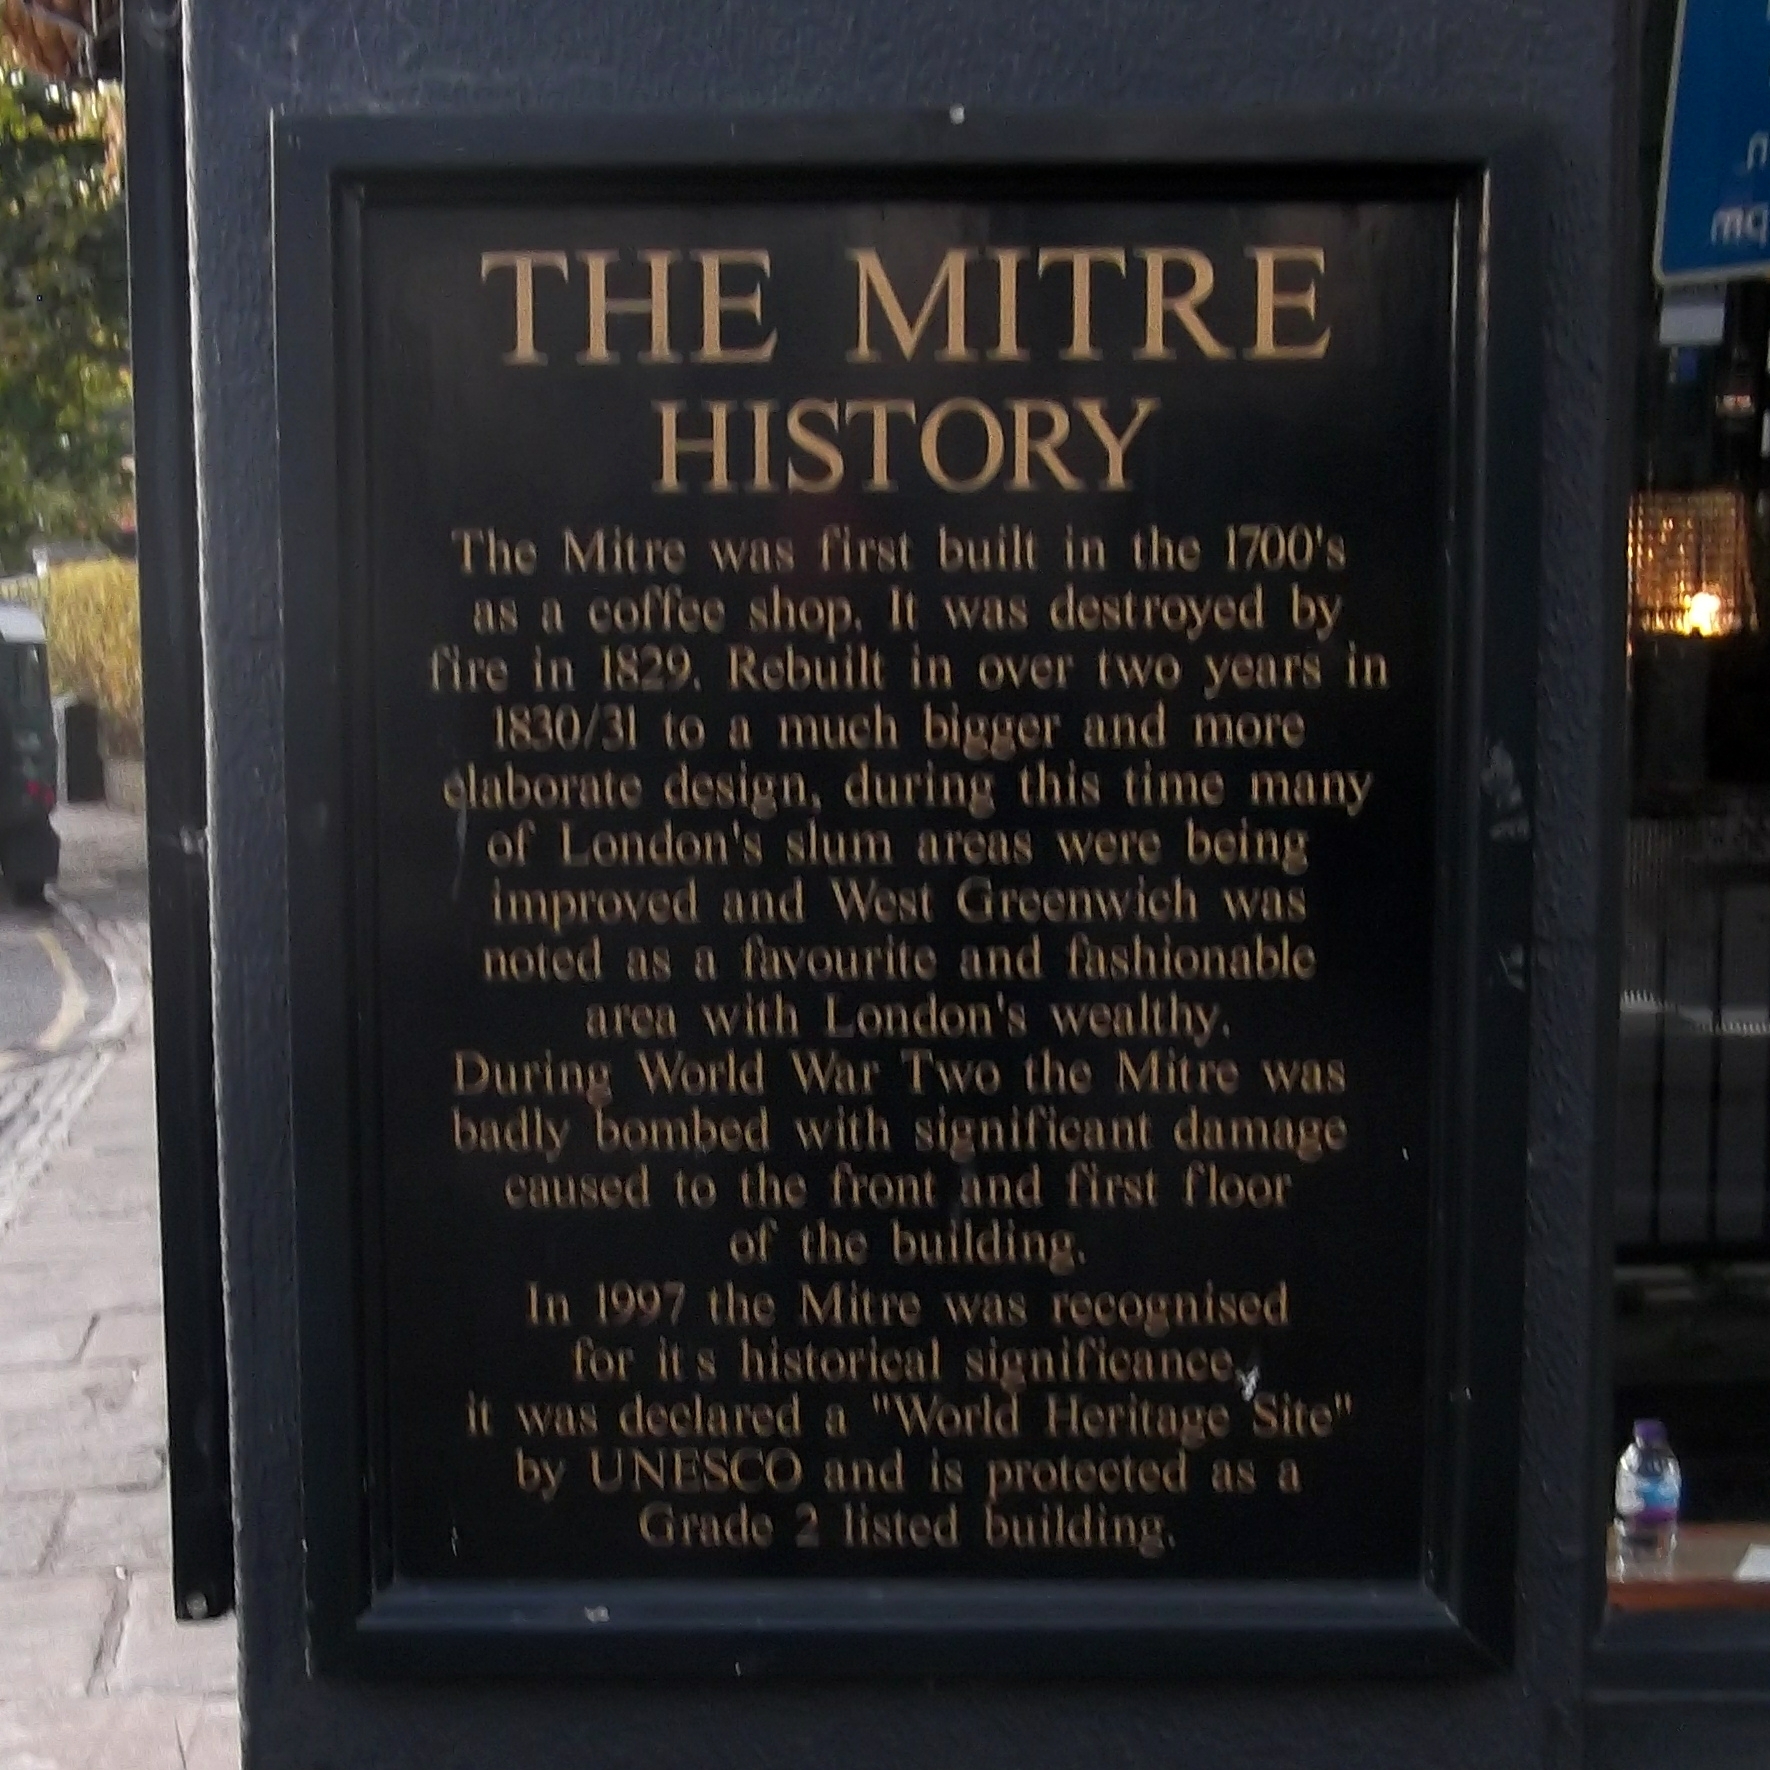 THE MITRE
HISTORY
The Mitre was first built in the 1700's
as a coffee shop. It was destroyed by
fire in 1829. Rebuilt in over two years in
1830/31 to a much bigger and more
elaborate design, during this time many
of London's slum areas were being
improved and West Greenwich was
noted as a favourite and fashionable
area with London's wealthy.
During World War Two the Mitre was
badly bombed with significant damage
caused to the front and first floor
of the building.
In 1997 the Mitre was recognised
for it s historical significance,
it was declared a "World Heritage Site"
by UNESCO and is protected as a
Grade 2 listed building.